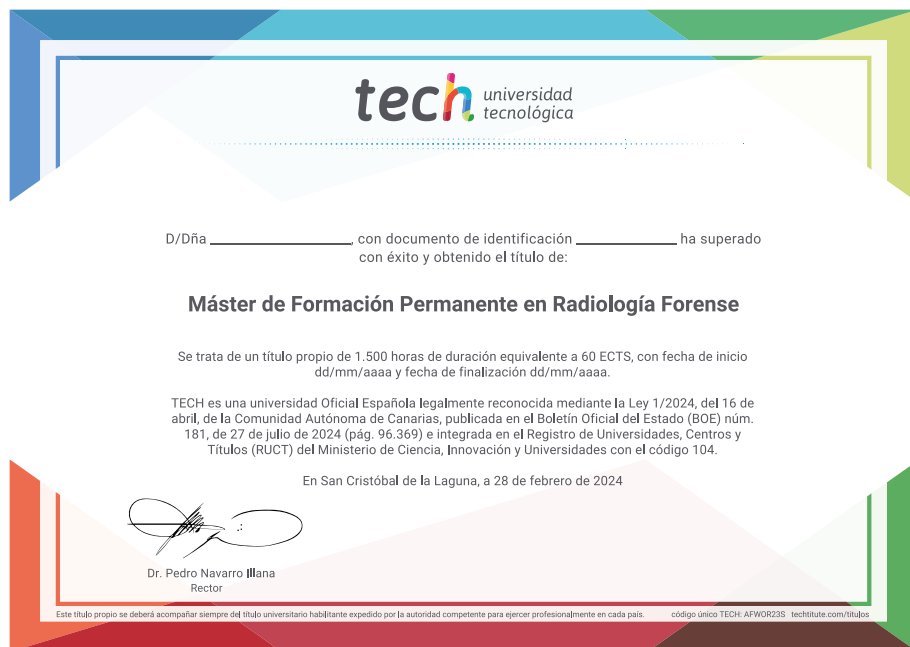 tech universidad
tecnológica
D/Dña ________________, con documento de identificación ____________ ha superado
con éxito y obtenido el título de:
Máster de Formación Permanente en Radiología Forense
Se trata de un título propio de 1.500 horas de duración equivalente a 60 ECTS, con fecha de inicio
dd/mm/aaaa y fecha de finalización dd/mm/aaaa.
TECH es una universidad Oficial Española legalmente reconocida mediante la Ley 1/2024, del 16 de
abril, de la Comunidad Autónoma de Canarias, publicada en el Boletín Oficial del Estado (BOE) núm.
181, de 27 de julio de 2024 (pág. 96.369) e integrada en el Registro de Universidades, Centros y
Títulos (RUCT) del Ministerio de Ciencia, Innovación y Universidades con el código 104.
En San Cristóbal de la Laguna, a 28 de febrero de 2024
Dr. Pedro Navarro Illana
Rector
Este título propio se deberá acompañar siempre del título universitario habilitante expedido por la autoridad competente para ejercer profesionalmente en cada país. código único TECH: AFWOR23S techtitute.com/titulos